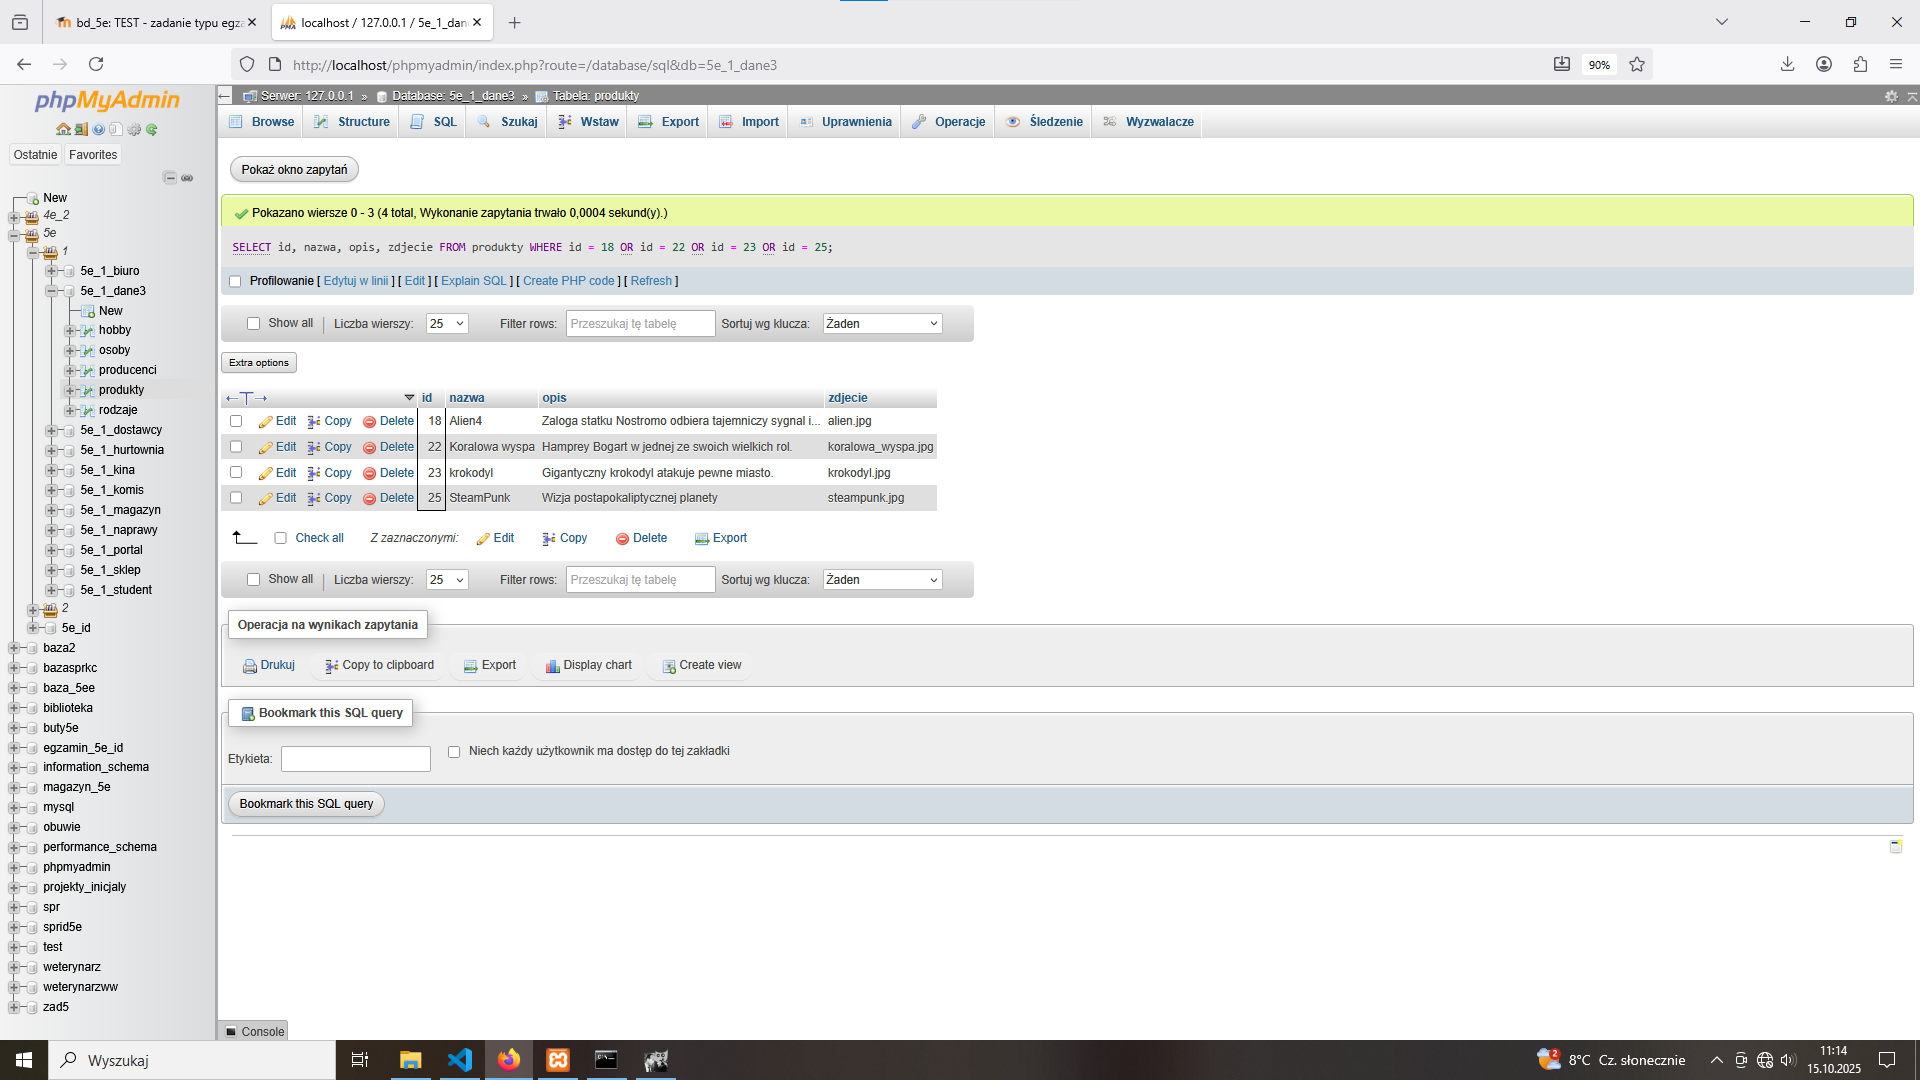 bd_5e: TEST - zadanie typu egza
localhost / 127.0.0.1 / 5e_1_dan
http://localhost/phpmyadmin/index.php?route=/database/sql&db=5e_1_dane3
90%
phpMyAdmin
Ostatnie Favorites
New
4e_2
5e
1
5e_1_biuro
5e_1_dane3
New
hobby
osoby
producenci
produkty
rodzaje
5e_1_dostawcy
5e_1_hurtownia
5e_1_kina
5e_1_komis
5e_1_magazyn
5e_1_naprawy
5e_1_portal
5e_1_sklep
5e_1_student
2
5e_id
baza2
bazasprkc
baza_5ee
biblioteka
buty5e
egzamin_5e_id
information_schema
magazyn_5e
mysql
obuwie
performance_schema
phpmyadmin
projekty_inicjaly
spr
sprid5e
test
weterynarz
weterynarzww
zad5
Serwer: 127.0.0.1 » Database: 5e_1_dane3 » Tabela: produkty
Browse Structure SQL Szukaj Wstaw Export Import Uprawnienia Operacje Śledzenie Wyzwalacze
Pokaż okno zapytań
Pokazano wiersze 0 - 3 (4 total, Wykonanie zapytania trwało 0,0004 sekund(y).)
SELECT id, nazwa, opis, zdjecie FROM produkty WHERE id = 18 OR id = 22 OR id = 23 OR id = 25;
Profilowanie [ Edytuj w linii ] [ Edit ] [ Explain SQL ] [ Create PHP code ] [ Refresh ]
Show all Liczba wierszy: 25 Filter rows: Przeszukaj tę tabelę Sortuj wg klucza: Żaden
Extra options
←T→ id nazwa opis zdjecie
Edit Copy Delete 18 Alien4 Zaloga statku Nostromo odbiera tajemniczy sygnal i... alien.jpg
Edit Copy Delete 22 Koralowa wyspa Hamprey Bogart w jednej ze swoich wielkich rol. koralowa_wyspa.jpg
Edit Copy Delete 23 krokodyl Gigantyczny krokodyl atakuje pewne miasto. krokodyl.jpg
Edit Copy Delete 25 SteamPunk Wizja postapokaliptycznej planety steampunk.jpg
Check all Z zaznaczonymi: Edit Copy Delete Export
Show all Liczba wierszy: 25 Filter rows: Przeszukaj tę tabelę Sortuj wg klucza: Żaden
Operacja na wynikach zapytania
Drukuj Copy to clipboard Export Display chart Create view
Bookmark this SQL query
Etykieta: Niech każdy użytkownik ma dostęp do tej zakładki
Bookmark this SQL query
Console
Wyszukaj
2
8°C Cz. słonecznie
11:14
15.10.2025